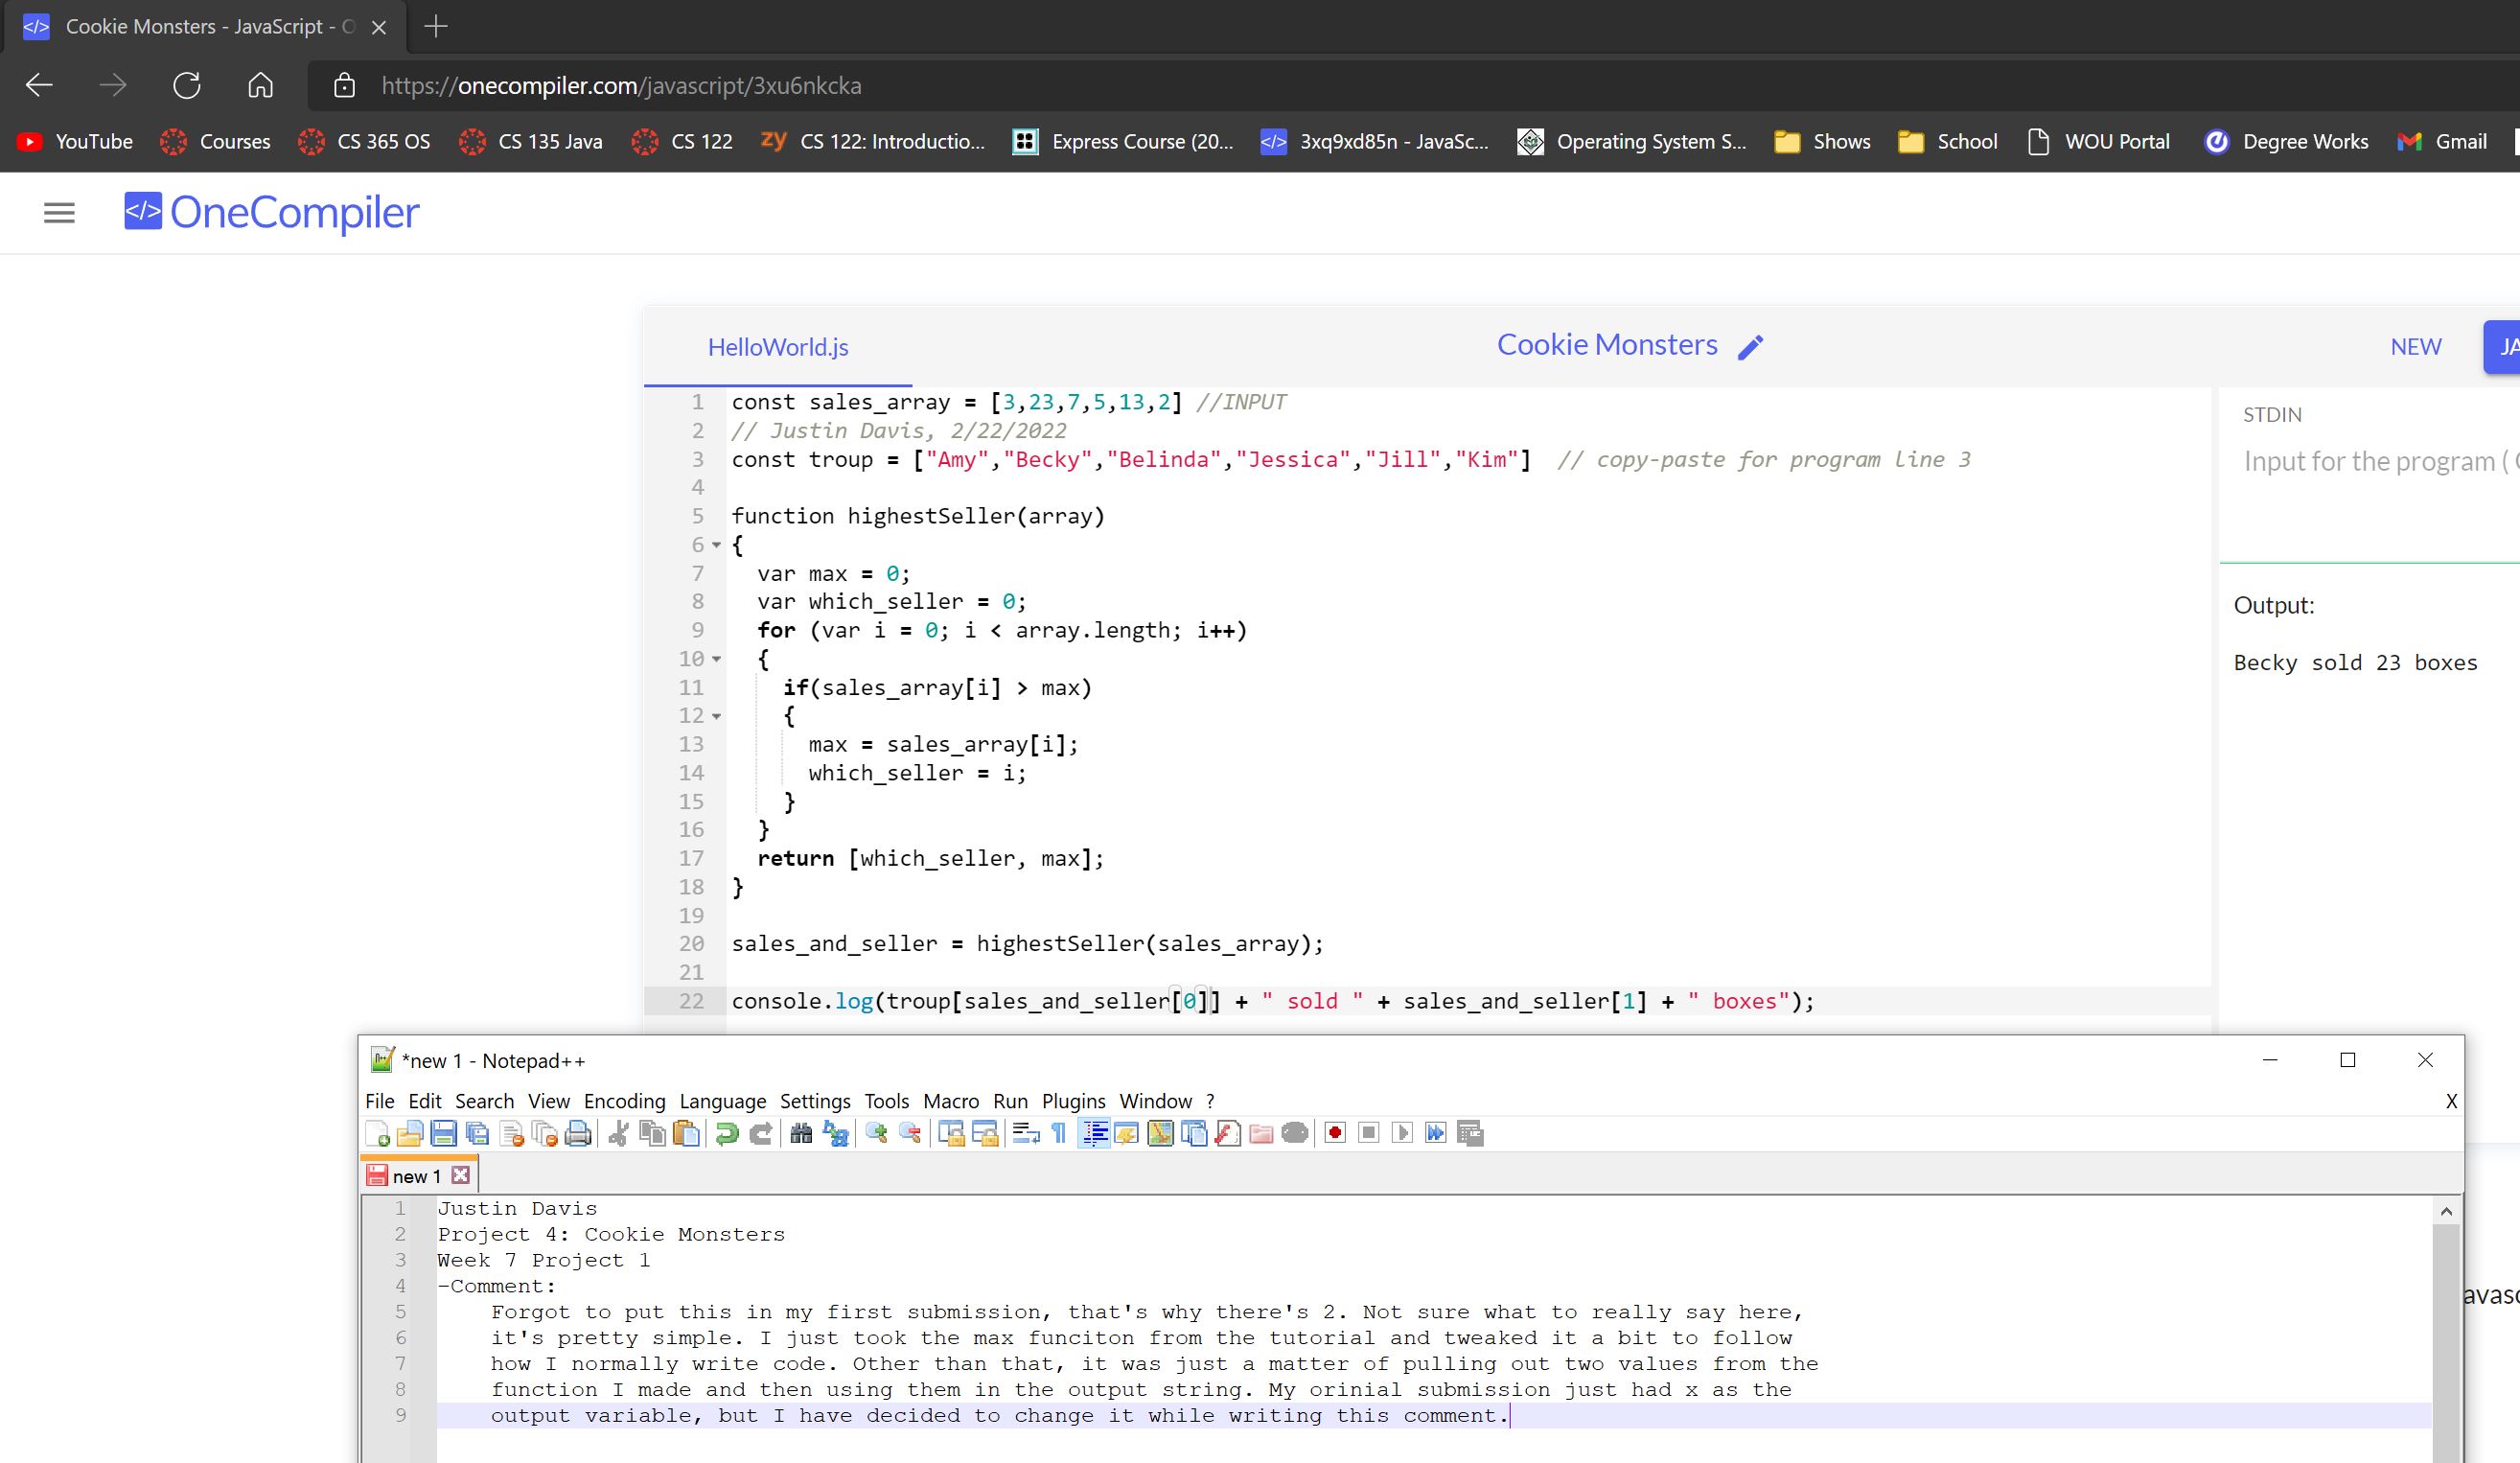 Cookie Monsters - JavaScript - O
https://onecompiler.com/javascript/3xu6nkcka
YouTube Courses CS 365 OS CS 135 Java CS 122 zy CS 122: Introductio... Express Course (20... </> 3xq9xd85n - JavaSc... Operating System S... Shows School WOU Portal Degree Works Gmail
</> OneCompiler
HelloWorld.js Cookie Monsters NEW JA
1 const sales_array = [3,23,7,5,13,2] //INPUT
2 // Justin Davis, 2/22/2022
3 const troup = ["Amy","Becky","Belinda","Jessica","Jill","Kim"] // copy-paste for program line 3
4
5 function highestSeller(array)
6 {
7 var max = 0;
8 var which_seller = 0;
9 for (var i = 0; i < array.length; i++)
10 {
11 if(sales_array[i] > max)
12 {
13 max = sales_array[i];
14 which_seller = i;
15 }
16 }
17 return [which_seller, max];
18 }
19
20 sales_and_seller = highestSeller(sales_array);
21
22 console.log(troup[sales_and_seller[0]] + " sold " + sales_and_seller[1] + " boxes");
STDIN
Input for the program (
Output:
Becky sold 23 boxes
*new 1 - Notepad++
File Edit Search View Encoding Language Settings Tools Macro Run Plugins Window ? X
new 1
1 Justin Davis
2 Project 4: Cookie Monsters
3 Week 7 Project 1
4 -Comment:
5 Forgot to put this in my first submission, that's why there's 2. Not sure what to really say here,
6 it's pretty simple. I just took the max funciton from the tutorial and tweaked it a bit to follow
7 how I normally write code. Other than that, it was just a matter of pulling out two values from the
8 function I made and then using them in the output string. My orinial submission just had x as the
9 output variable, but I have decided to change it while writing this comment.
avasc